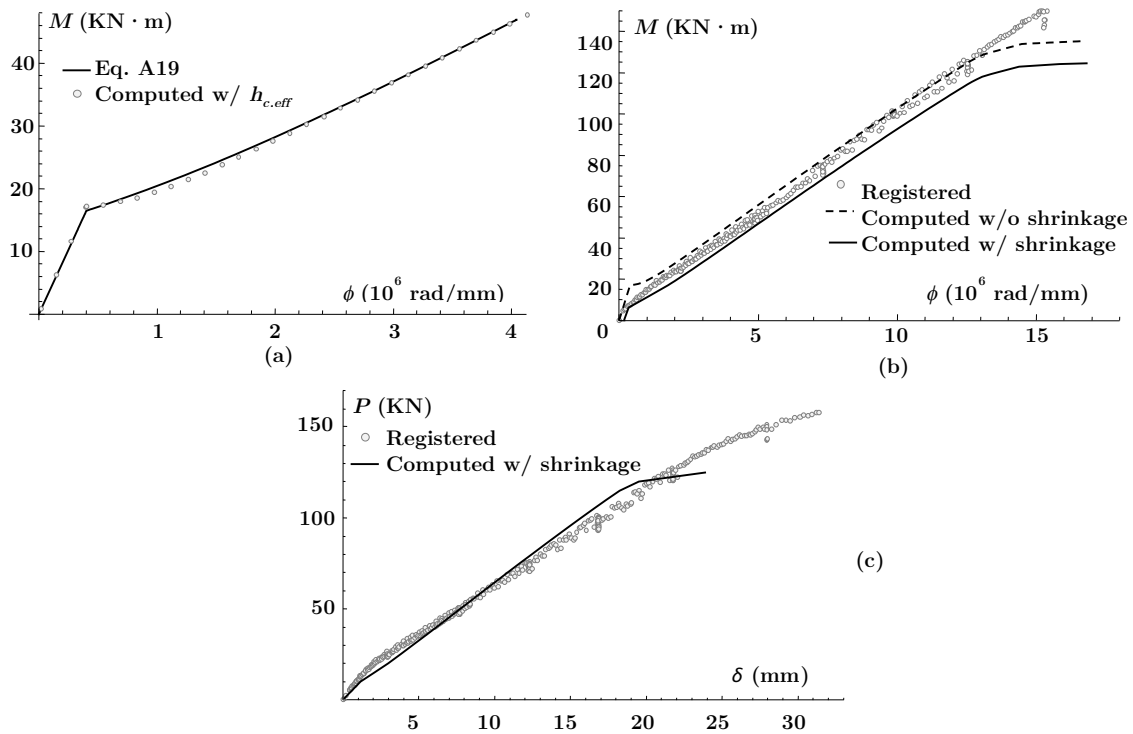 M (KN · m)
40
30
20
10
Eq. A19
Computed w/ h_c.eff
ϕ (10^6 rad/mm)
1 2 3 4
(a)
M (KN · m)
140
120
100
80
60
40
20
0
Registered
Computed w/o shrinkage
Computed w/ shrinkage
ϕ (10^6 rad/mm)
5 10 15
(b)
P (KN)
150
100
50
Registered
Computed w/ shrinkage
δ (mm)
5 10 15 20 25 30
(c)